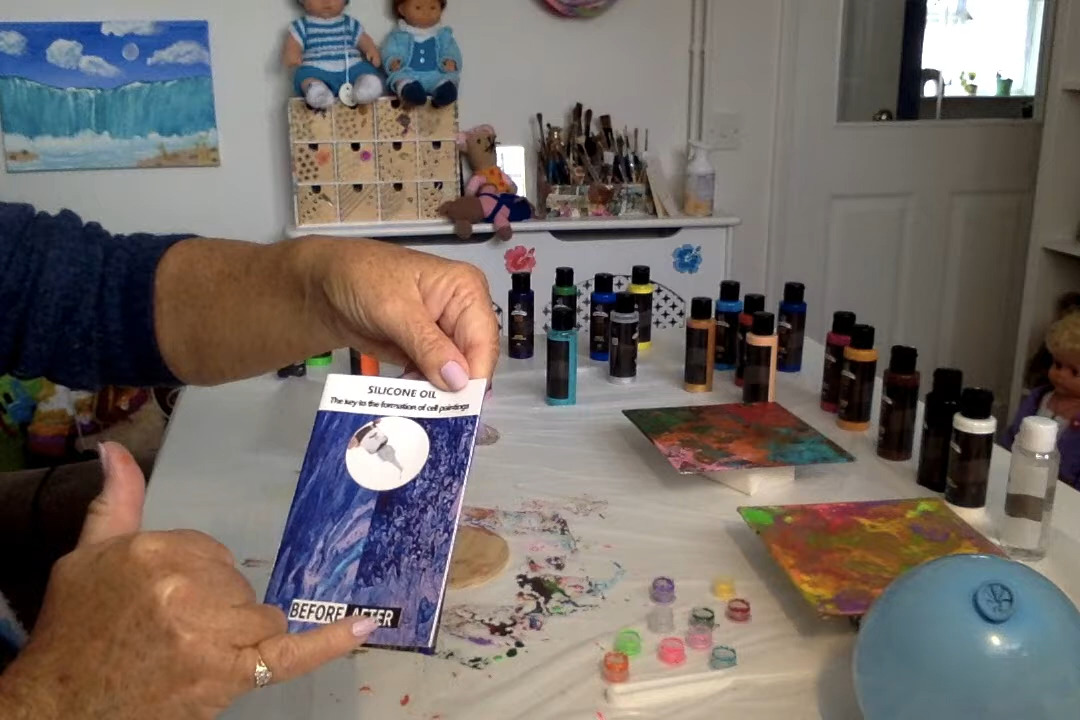 SILICONE OIL
The key to the formation of cell paintings
BEFORE AFTER